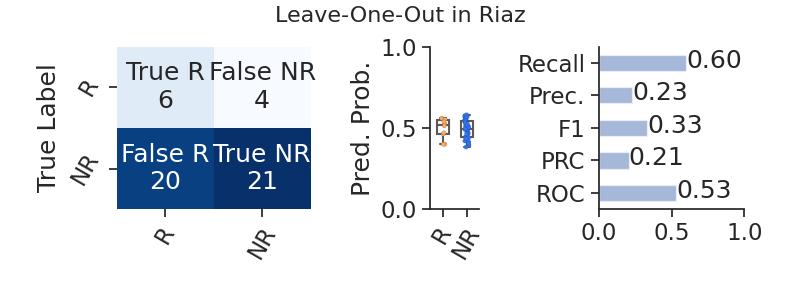 Leave-One-Out in Riaz
True Label
R
NR
True R
6
False NR
4
False R
20
True NR
21
R
NR
Pred. Prob.
1.0
0.5
0.0
R
NR
Recall
0.60
Prec.
0.23
F1
0.33
PRC
0.21
ROC
0.53
0.0
0.5
1.0